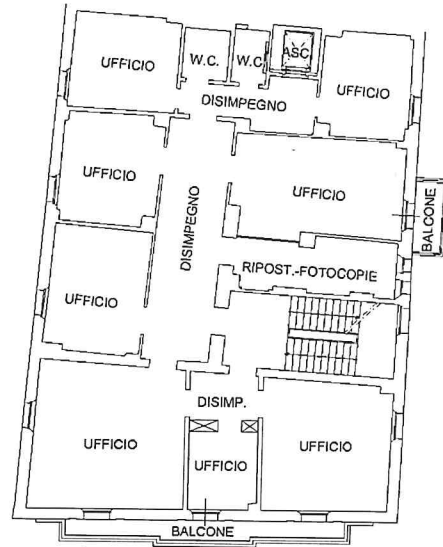 UFFICIO
W.C.
W.C
ASC.
UFFICIO
DISIMPEGNO
UFFICIO
UFFICIO
DISIMPEGNO
BALCONE
RIPOST.-FOTOCOPIE
UFFICIO
DISIMP.
UFFICIO
UFFICIO
UFFICIO
BALCONE